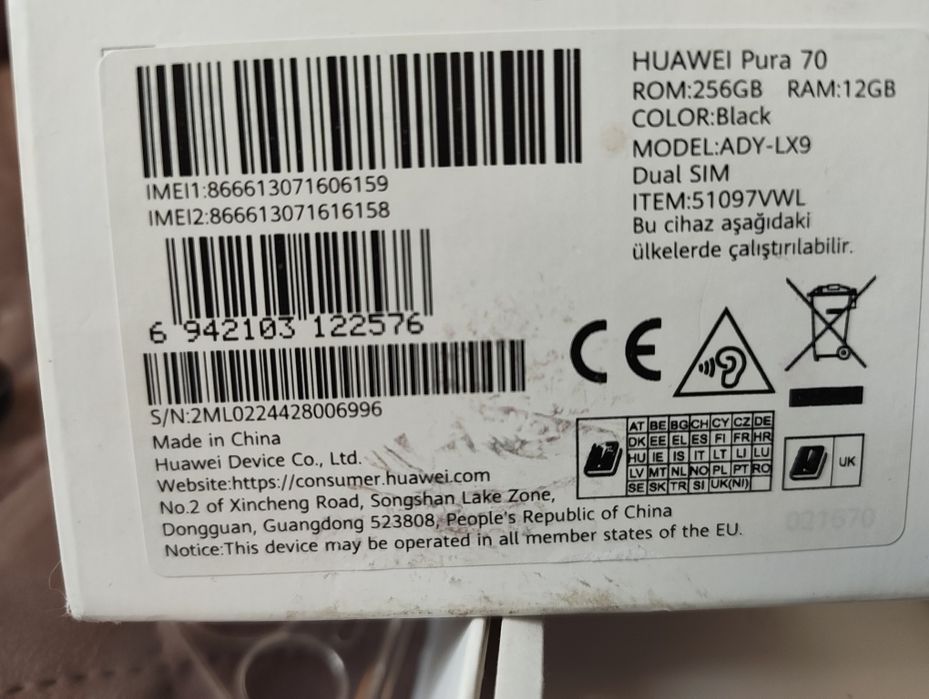 HUAWEI Pura 70
ROM:256GB RAM:12GB
COLOR:Black
MODEL:ADY-LX9
Dual SIM
ITEM:51097VWL
Bu cihaz aşağıdaki
ülkelerde çalıştırılabilir.
IMEI1:866613071606159
IMEI2:866613071616158
6 942103 122576
S/N:2ML0224428006996
Made in China
Huawei Device Co., Ltd.
Website:https://consumer.huawei.com
No.2 of Xincheng Road, Songshan Lake Zone,
Dongguan, Guangdong 523808, People's Republic of China
Notice:This device may be operated in all member states of the EU.
CE
AT BE BG CH CY CZ DE
DK EE EL ES FI FR HR
HU IE IS IT LT LI LU
LV MT NL NO PL PT RO
SE SK TR SI UK(NI)
UK
021670